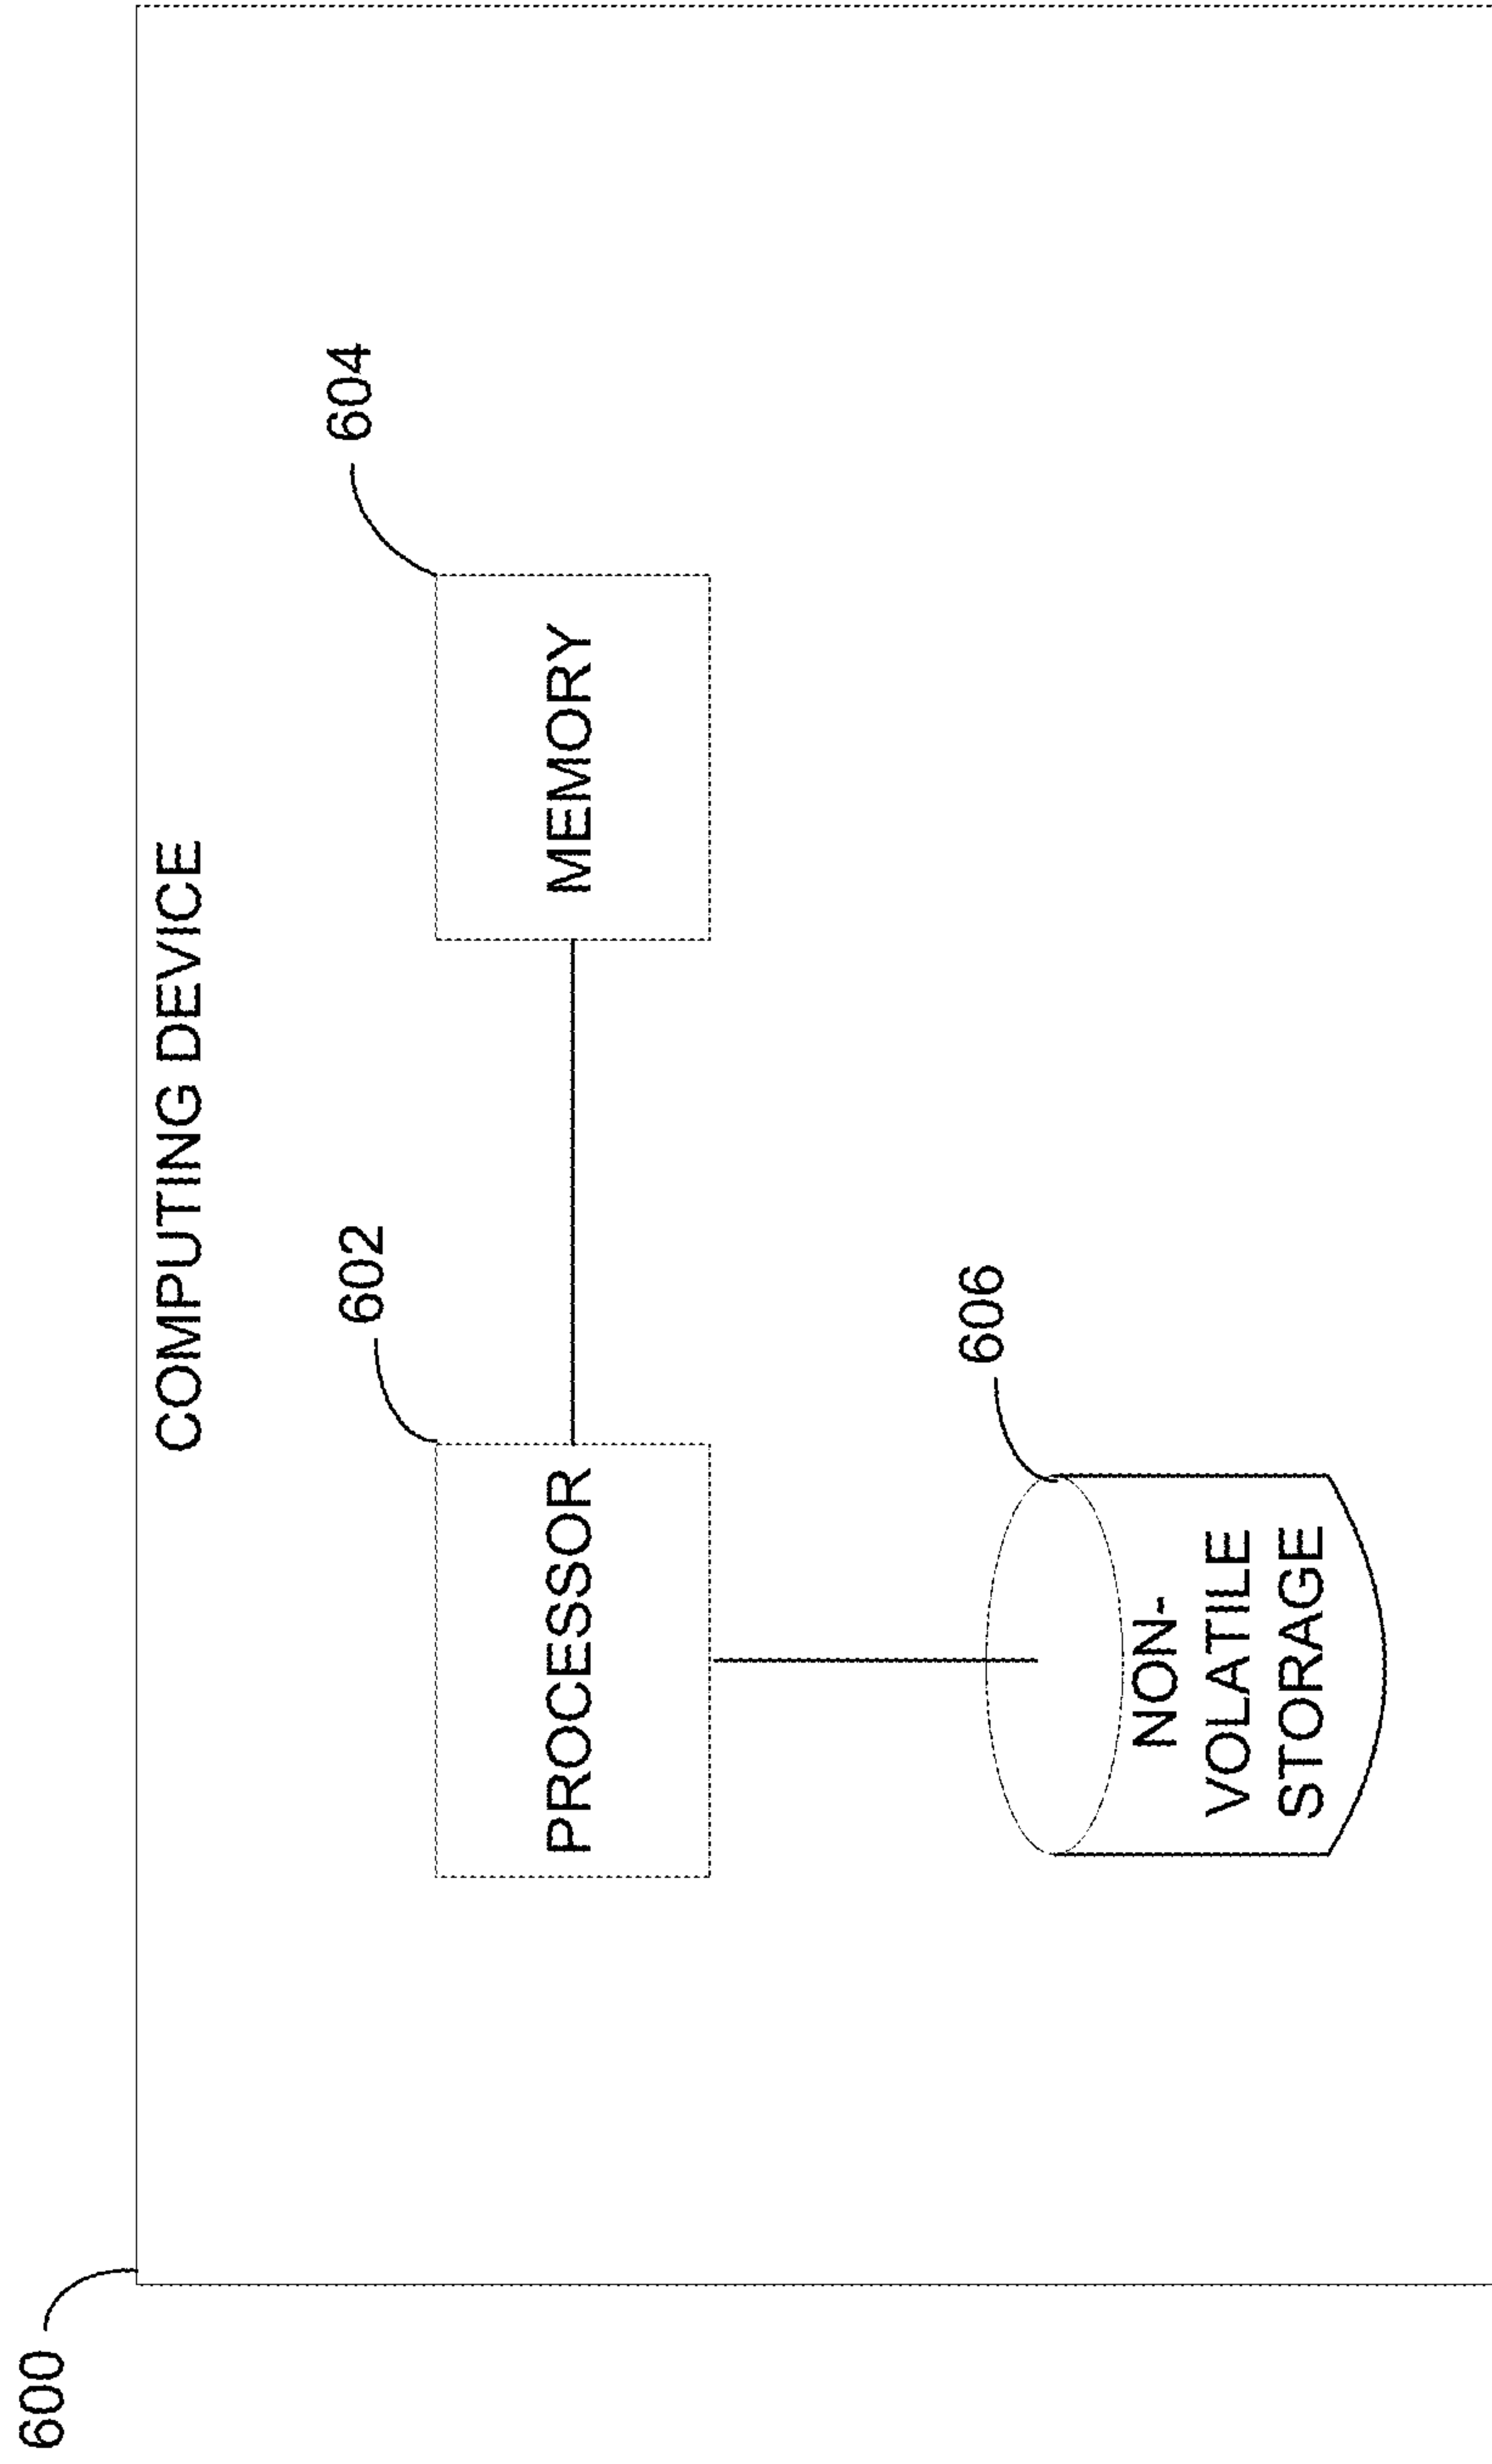 600
COMPUTING DEVICE
602
604
PROCESSOR
MEMORY
606
NON-
VOLATILE
STORAGE